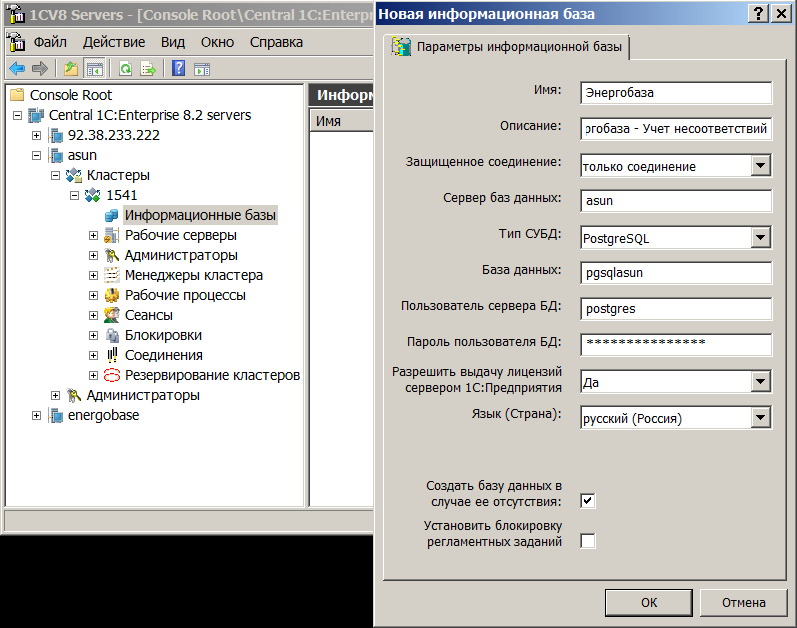 1CV8 Servers - [Console Root\Central 1C:Enterpr
Файл Действие Вид Окно Справка
Console Root
Central 1C:Enterprise 8.2 servers
92.38.233.222
asun
Кластеры
1541
Информационные базы
Рабочие серверы
Администраторы
Менеджеры кластера
Рабочие процессы
Сеансы
Блокировки
Соединения
Резервирование кластеров
Администраторы
energobase
Информ
Имя
Новая информационная база
Параметры информационной базы
Имя: Энергобаза
Описание: ргобаза - Учет несоответствий
Защищенное соединение: только соединение
Сервер баз данных: asun
Тип СУБД: PostgreSQL
База данных: pgsqlasun
Пользователь сервера БД: postgres
Пароль пользователя БД: ***************
Разрешить выдачу лицензий
сервером 1С:Предприятия Да
Язык (Страна): русский (Россия)
Создать базу данных в
случае ее отсутствия:
Установить блокировку
регламентных заданий
OK Отмена